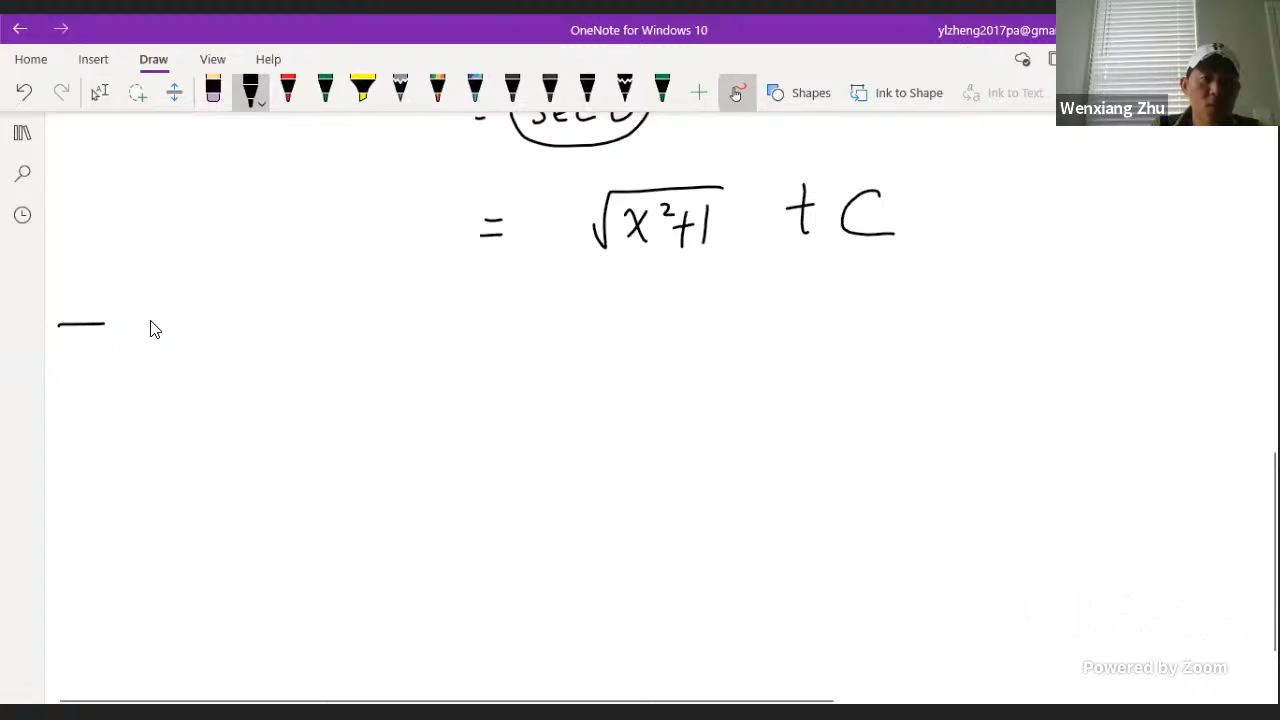 OneNote for Windows 10
ylzheng2017pa@gma
Home Insert Draw View Help
Shapes Ink to Shape Ink to Text
Wenxiang Zhu
= sec t
= √x²+1 + C
—
Powered by Zoom